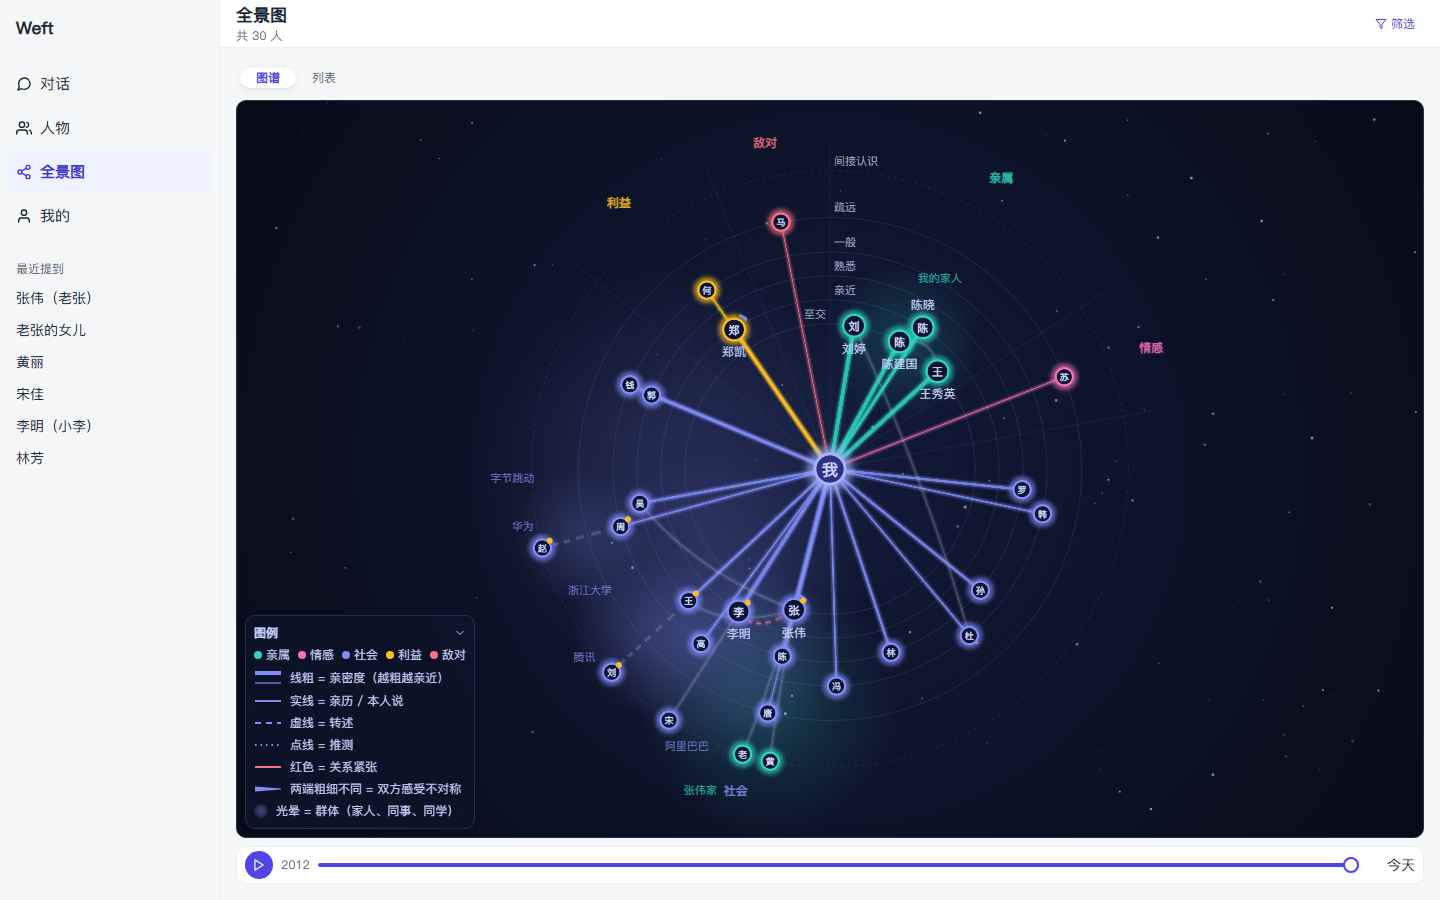 Weft
对话
人物
全景图
我的
最近提到
张伟（老张）
老张的女儿
黄丽
宋佳
李明（小李）
林芳
全景图
共 30 人
筛选
图谱
列表
敌对
间接认识
亲属
利益
疏远
马
一般
熟悉
我的家人
亲近
何
陈晓
至交
刘
陈
郑
陈
刘婷
情感
郑凯
陈建国
王
苏
钱
王秀英
郭
我
字节跳动
罗
吴
韩
华为
周
赵
浙江大学
孙
王
李
张
李明
张伟
杜
高
林
腾讯
陈
刘
冯
唐
宋
阿里巴巴
老
黄
张伟家
社会
图例
亲属 情感 社会 利益 敌对
线粗 = 亲密度（越粗越亲近）
实线 = 亲历 / 本人说
虚线 = 转述
点线 = 推测
红色 = 关系紧张
两端粗细不同 = 双方感受不对称
光晕 = 群体（家人、同事、同学）
2012
今天